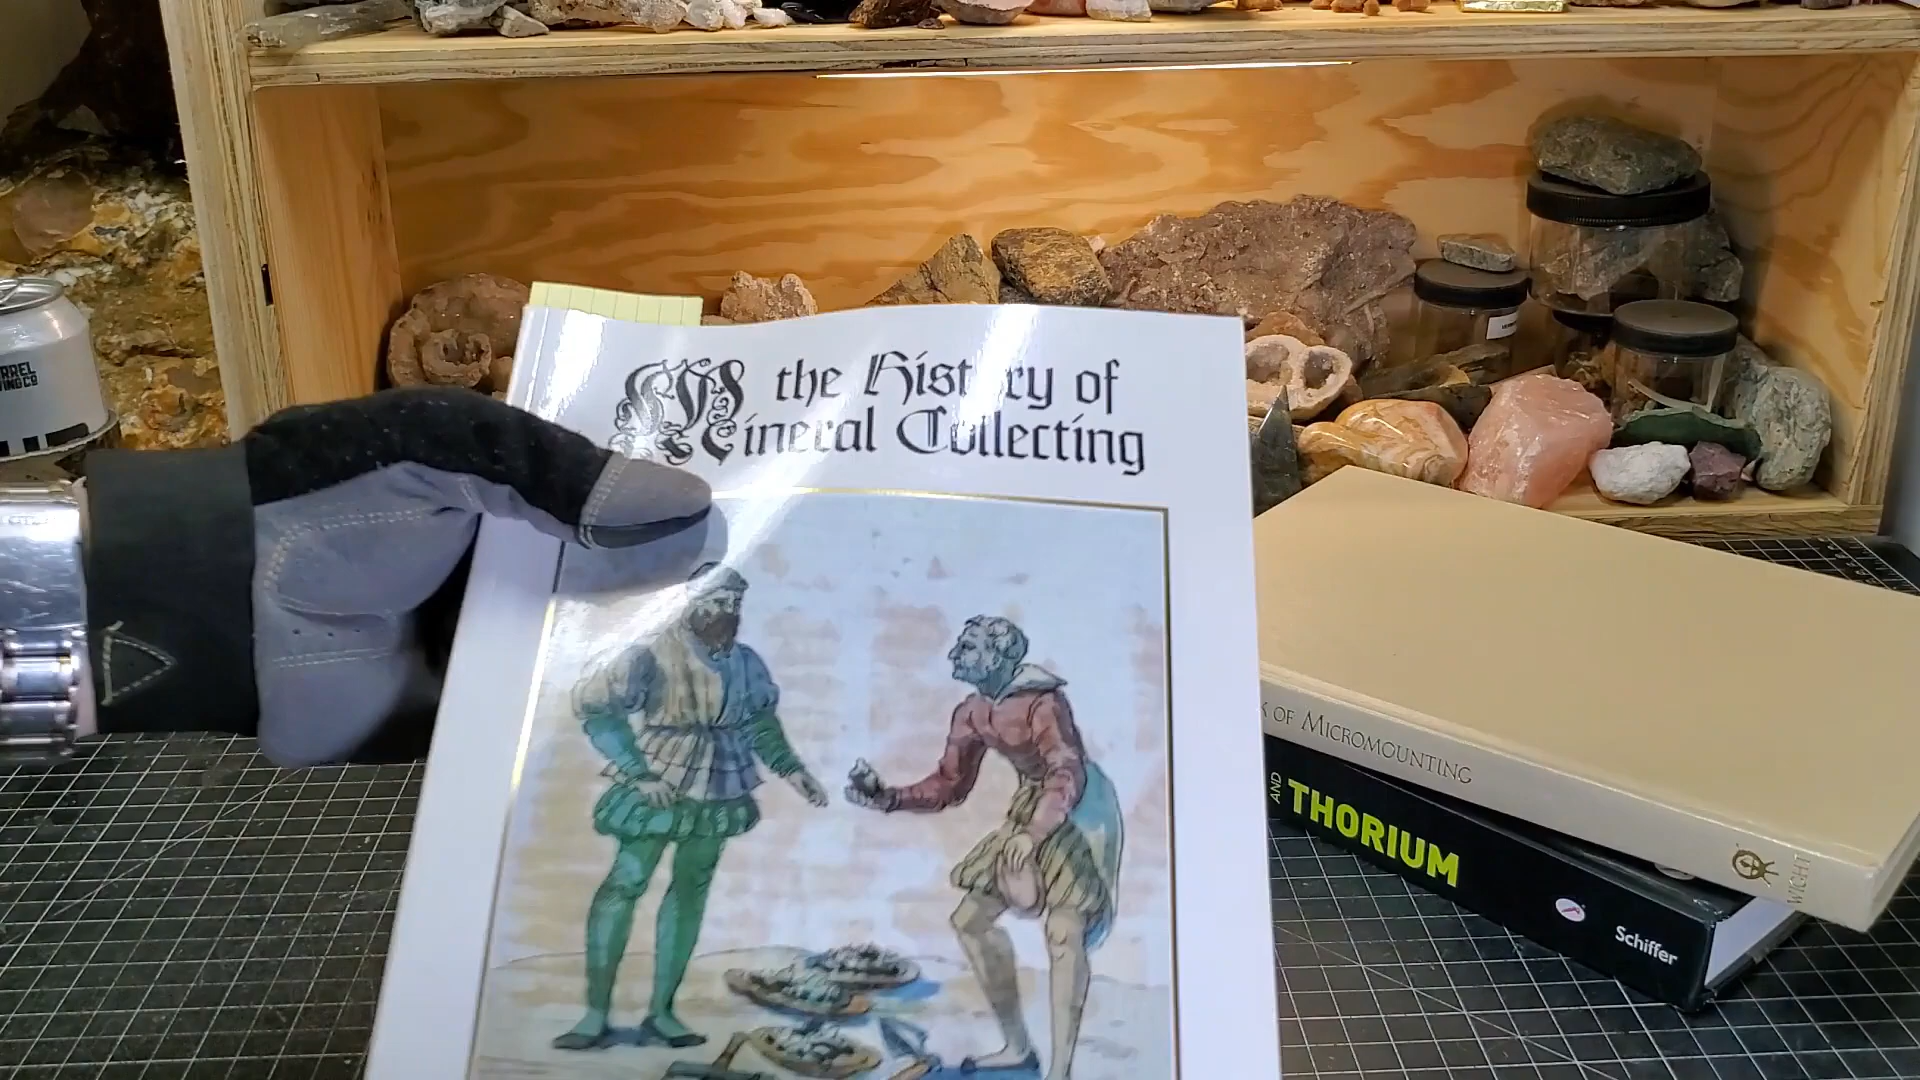 the History of
Mineral Collecting
K OF MICROMOUNTING
WIGHT
AND
THORIUM
Schiffer